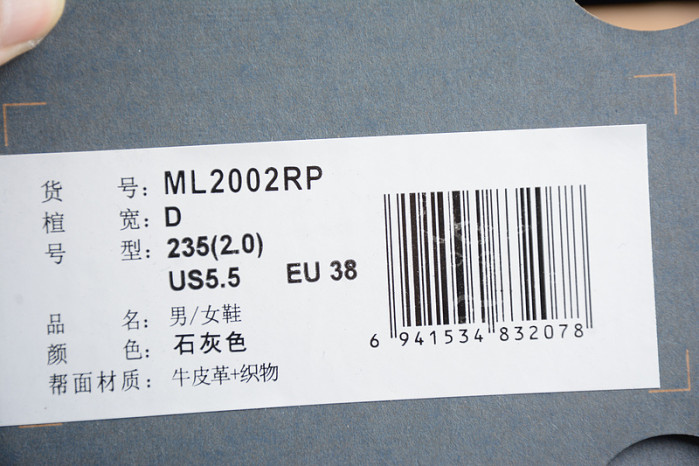 货 号：ML2002RP
楦 宽：D
号 型：235(2.0)
US5.5 EU 38
品 名：男/女鞋
颜 色：石灰色
帮面材质：牛皮革+织物
6 941534 832078